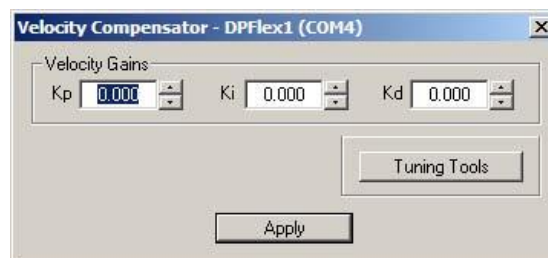 Velocity Compensator - DPFlex1 (COM4)
Velocity Gains
Kp 0.000 Ki 0.000 Kd 0.000
Tuning Tools
Apply